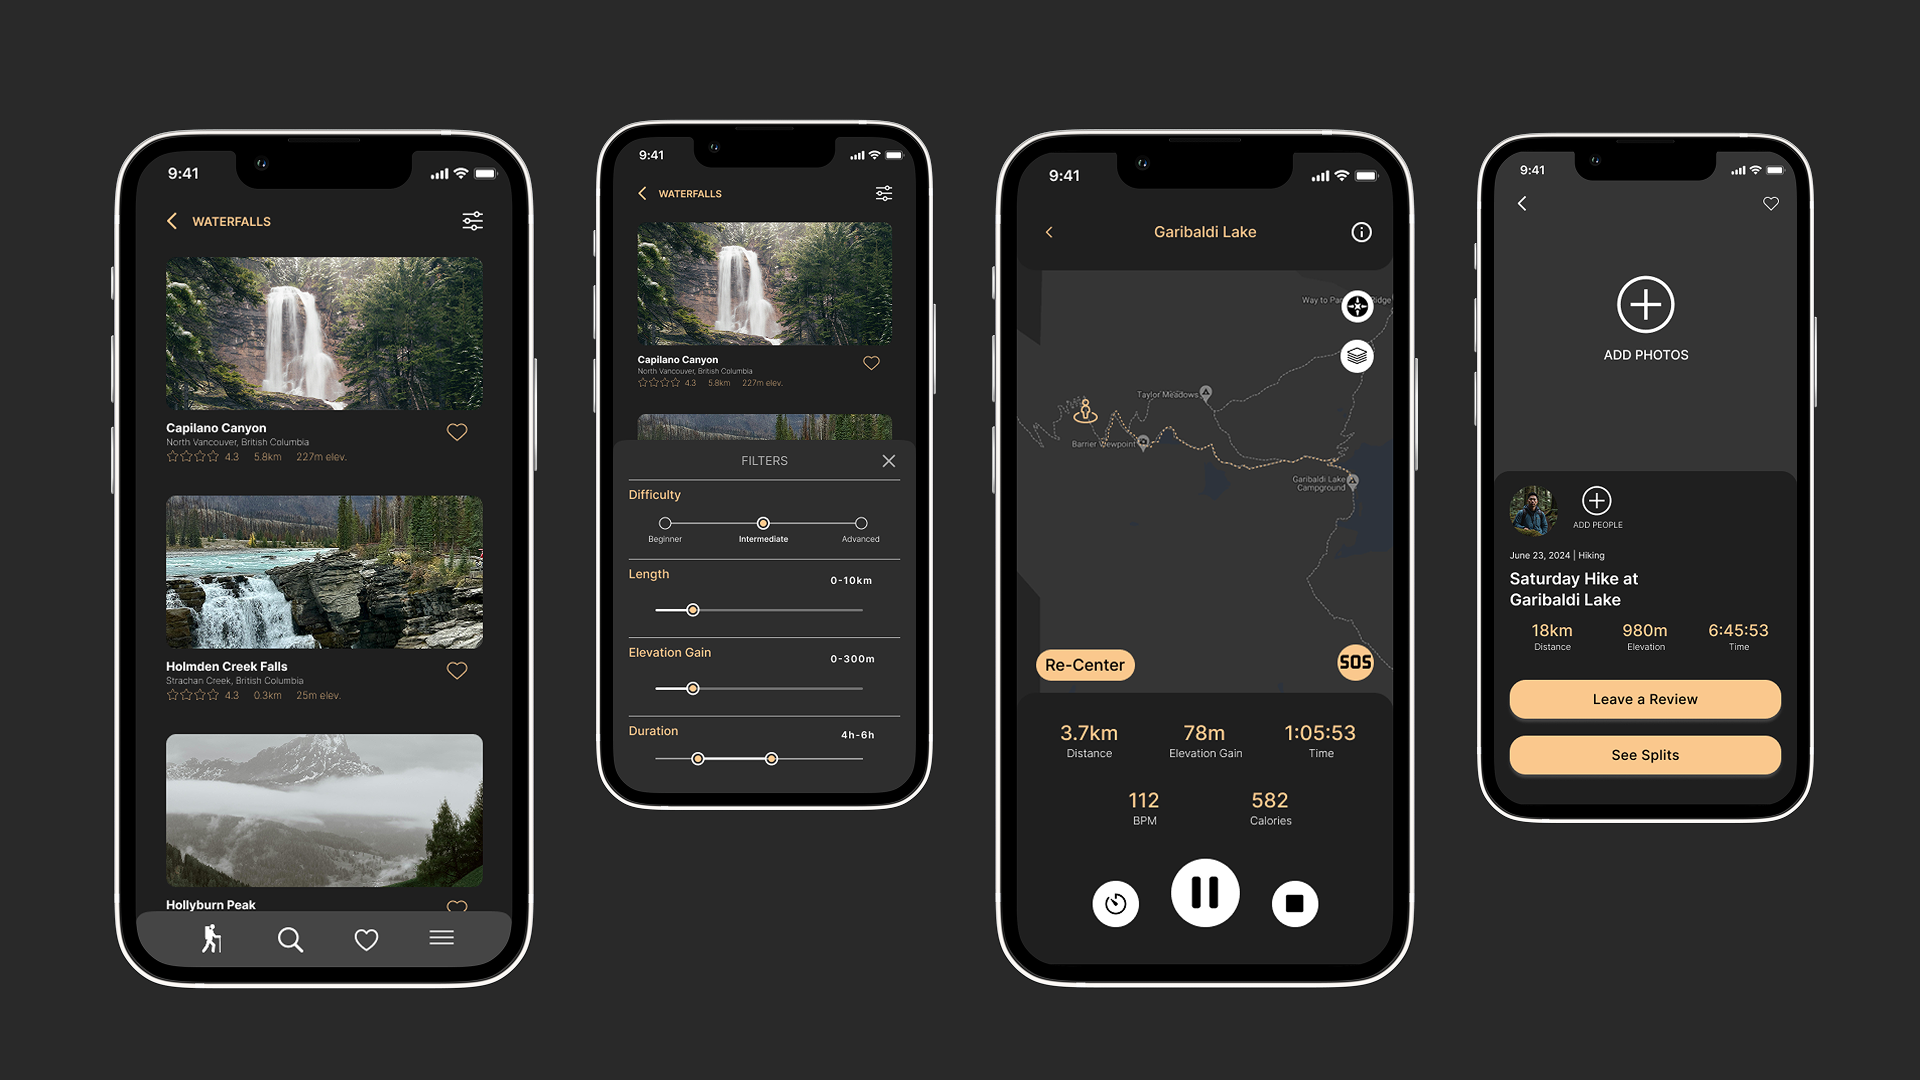 9:41
WATERFALLS
Capilano Canyon
North Vancouver, British Columbia
4.3 5.8km 227m elev.
Holmden Creek Falls
Strachan Creek, British Columbia
4.3 0.3km 25m elev.
Hollyburn Peak
9:41
WATERFALLS
Capilano Canyon
North Vancouver, British Columbia
4.3 5.8km 227m elev.
FILTERS
Difficulty
Beginner Intermediate Advanced
Length 0-10km
Elevation Gain 0-300m
Duration 4h-6h
9:41
Garibaldi Lake
Way to Pa
idge
Taylor Meadows
Barrier Viewpoint
Garibaldi Lake
Campground
Re-Center
SOS
3.7km 78m 1:05:53
Distance Elevation Gain Time
112 582
BPM Calories
9:41
ADD PHOTOS
ADD PEOPLE
June 23, 2024 | Hiking
Saturday Hike at
Garibaldi Lake
18km 980m 6:45:53
Distance Elevation Time
Leave a Review
See Splits